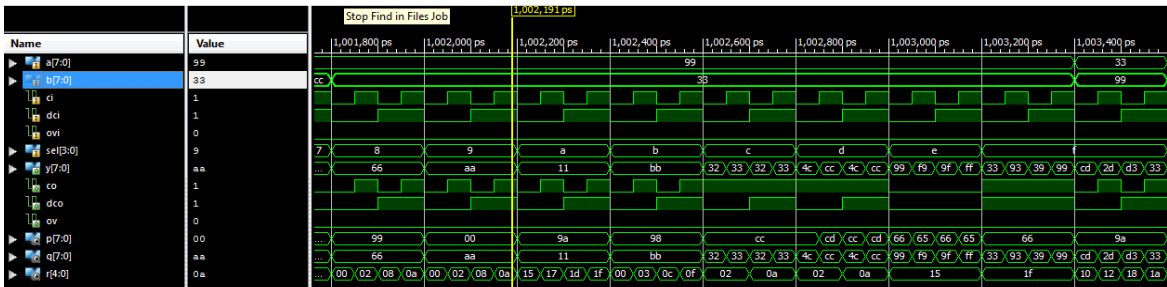 1,002,191 ps
Stop Find in Files Job
Name Value 1,001,800 ps 1,002,000 ps 1,002,200 ps 1,002,400 ps 1,002,600 ps 1,002,800 ps 1,003,000 ps 1,003,200 ps 1,003,400 ps
a[7:0] 99 99 33
b[7:0] 33 cc 33 99
ci 1
dci 1
ovi 0
sel[3:0] 9 7 8 9 a b c d e f
y[7:0] aa ... 66 aa 11 bb 32 33 32 33 4c cc 4c cc 99 f9 9f ff 33 93 39 99 cd 2d d3 33
co 1
dco 1
ov 0
p[7:0] 00 ... 99 00 9a 98 cc cd cc cd 66 65 66 65 66 9a
q[7:0] aa ... 66 aa 11 bb 32 33 32 33 4c cc 4c cc 99 f9 9f ff 33 93 39 99 cd 2d d3 33
r[4:0] 0a ... 00 02 08 0a 00 02 08 0a 15 17 1d 1f 00 03 0c 0f 02 0a 02 0a 15 1f 10 12 18 1a